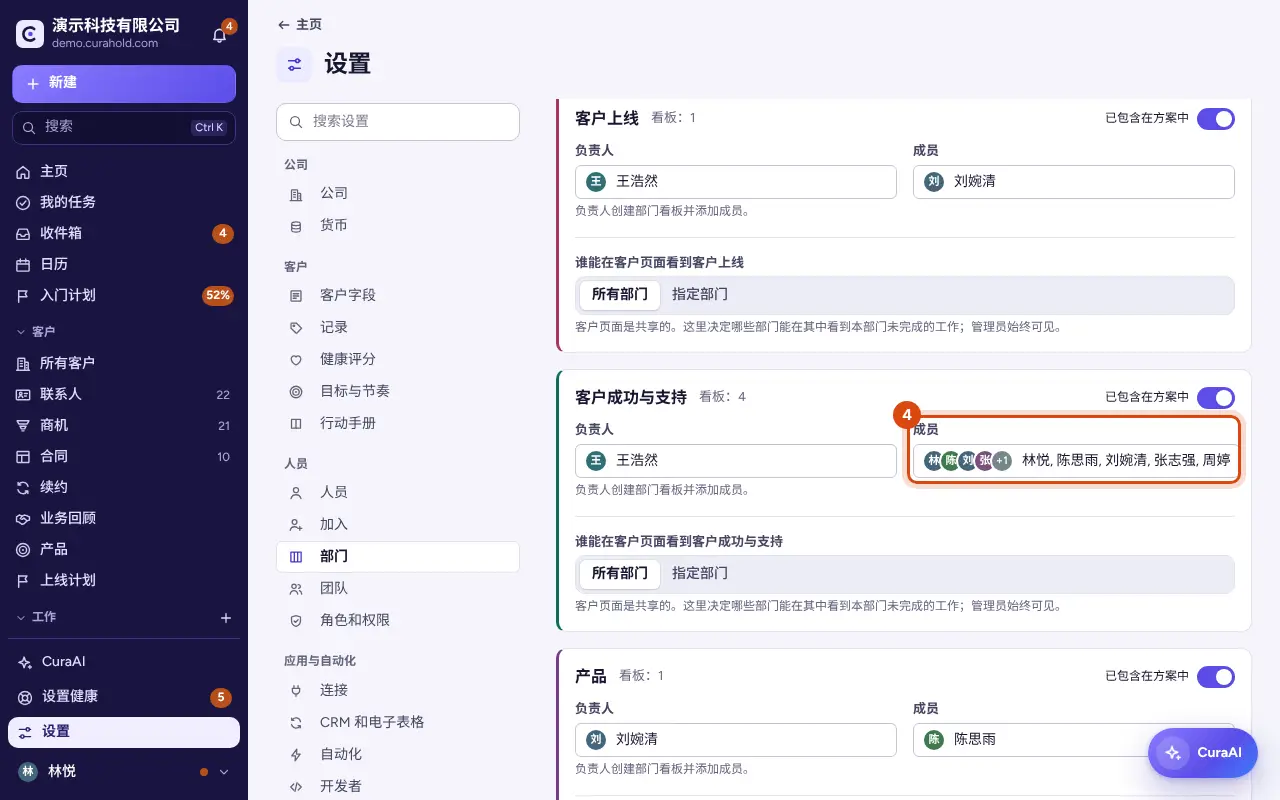 演示科技有限公司
demo.curahold.com
4
新建
搜索
Ctrl K
主页
我的任务
收件箱
4
日历
入门计划
52%
客户
所有客户
联系人
22
商机
21
合同
10
续约
业务回顾
产品
上线计划
工作
CuraAI
设置健康
5
设置
林
林悦
主页
设置
搜索设置
公司
公司
货币
客户
客户字段
记录
健康评分
目标与节奏
行动手册
人员
人员
加入
部门
团队
角色和权限
应用与自动化
连接
CRM 和电子表格
自动化
开发者
客户上线
看板：1
已包含在方案中
负责人
成员
王
王浩然
刘
刘婉清
负责人创建部门看板并添加成员。
谁能在客户页面看到客户上线
所有部门
指定部门
客户页面是共享的。这里决定哪些部门能在其中看到本部门未完成的工作；管理员始终可见。
客户成功与支持
看板：4
已包含在方案中
4
负责人
成员
王
王浩然
林
陈
刘
张
+1
林悦, 陈思雨, 刘婉清, 张志强, 周婷
负责人创建部门看板并添加成员。
谁能在客户页面看到客户成功与支持
所有部门
指定部门
客户页面是共享的。这里决定哪些部门能在其中看到本部门未完成的工作；管理员始终可见。
产品
看板：1
已包含在方案中
负责人
成员
刘
刘婉清
陈
陈思雨
负责人创建部门看板并添加成员。
CuraAI